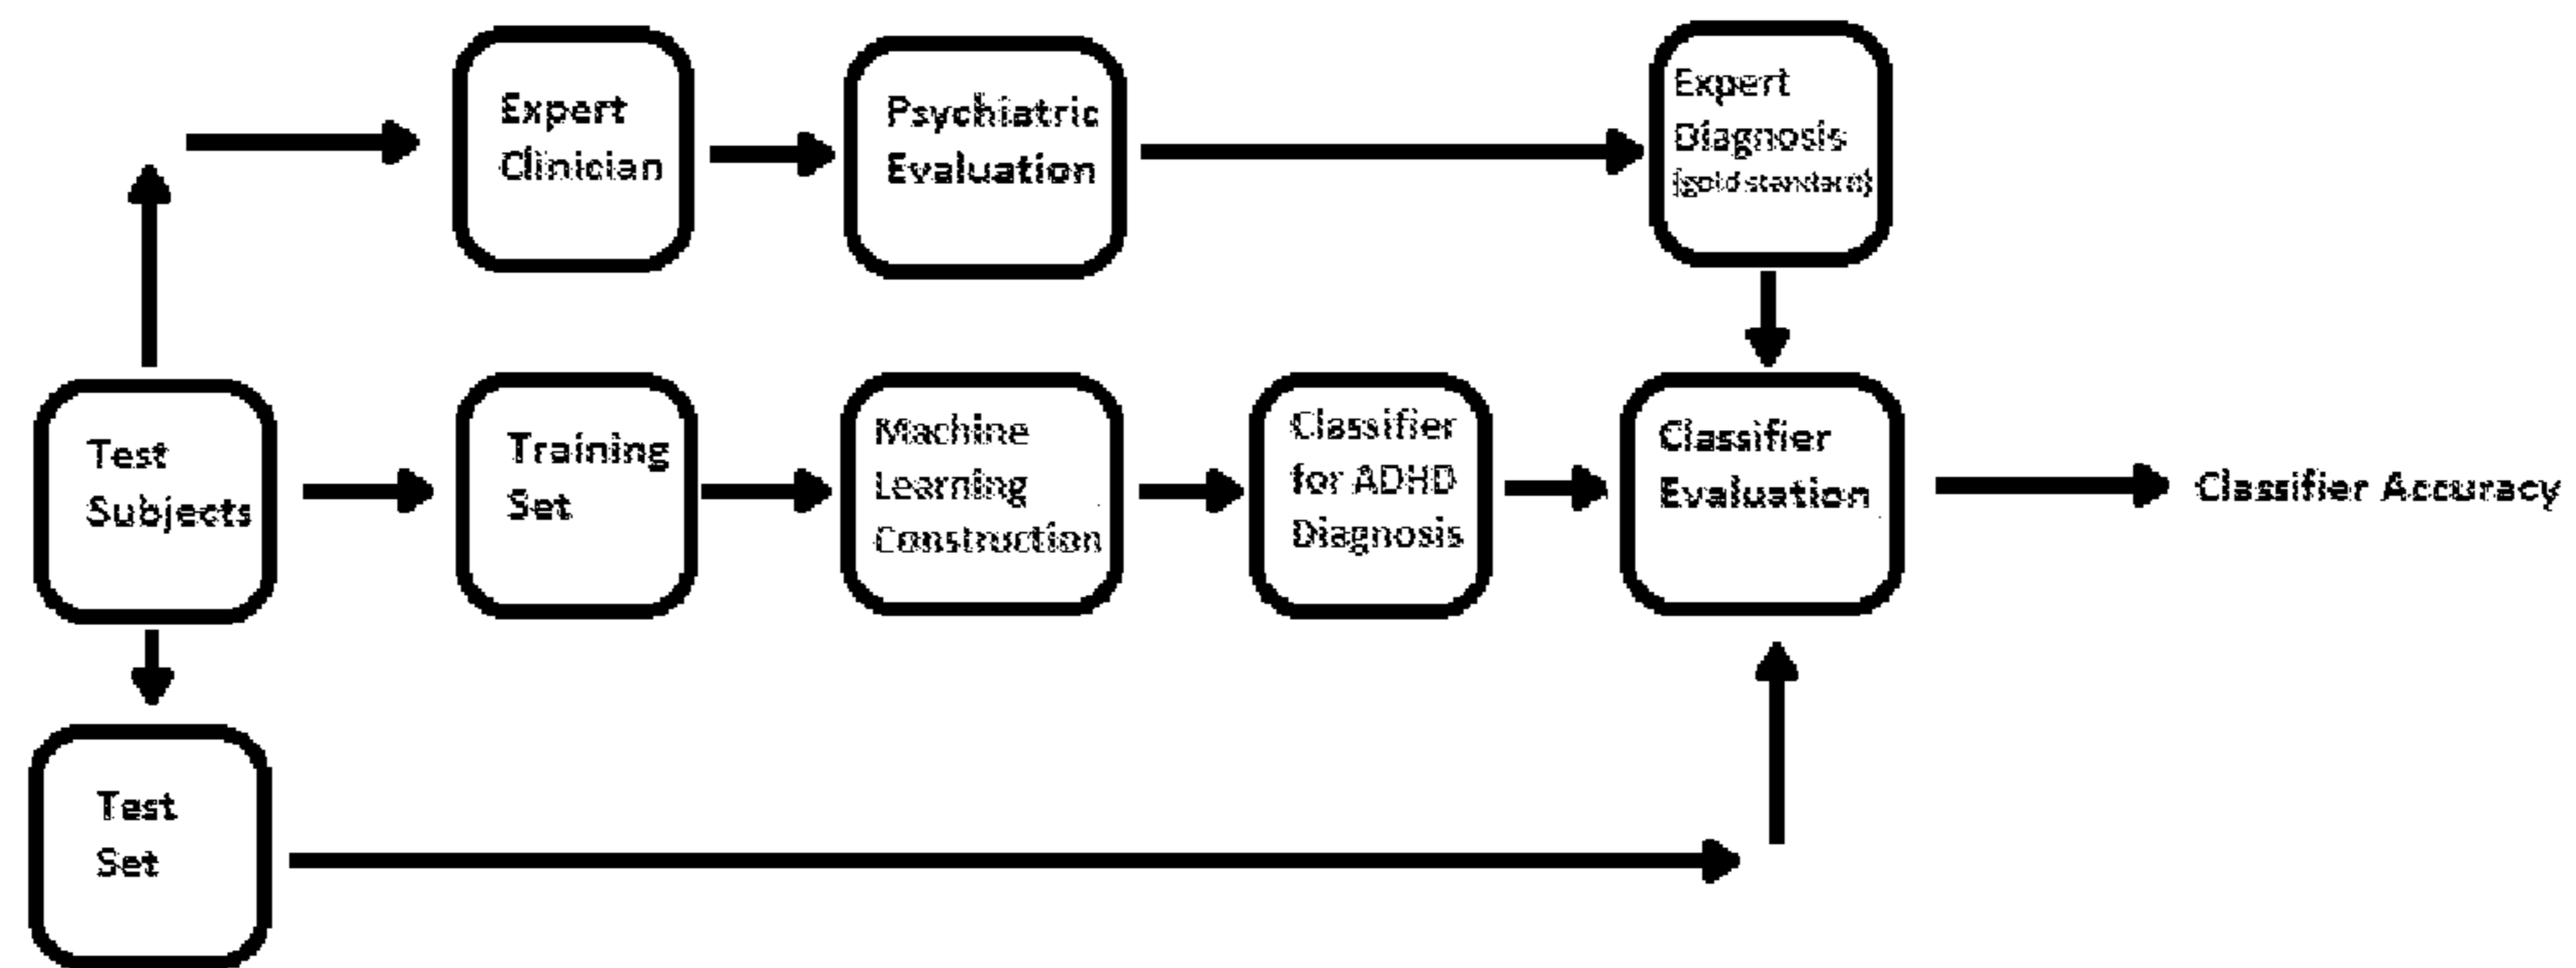 Expert
Clinician
Psychiatric
Evaluation
Expert
Diagnosis
(gold standard)
Test
Subjects
Training
Set
Machine
Learning
Construction
Classifier
for ADHD
Diagnosis
Classifier
Evaluation
Classifier Accuracy
Test
Set